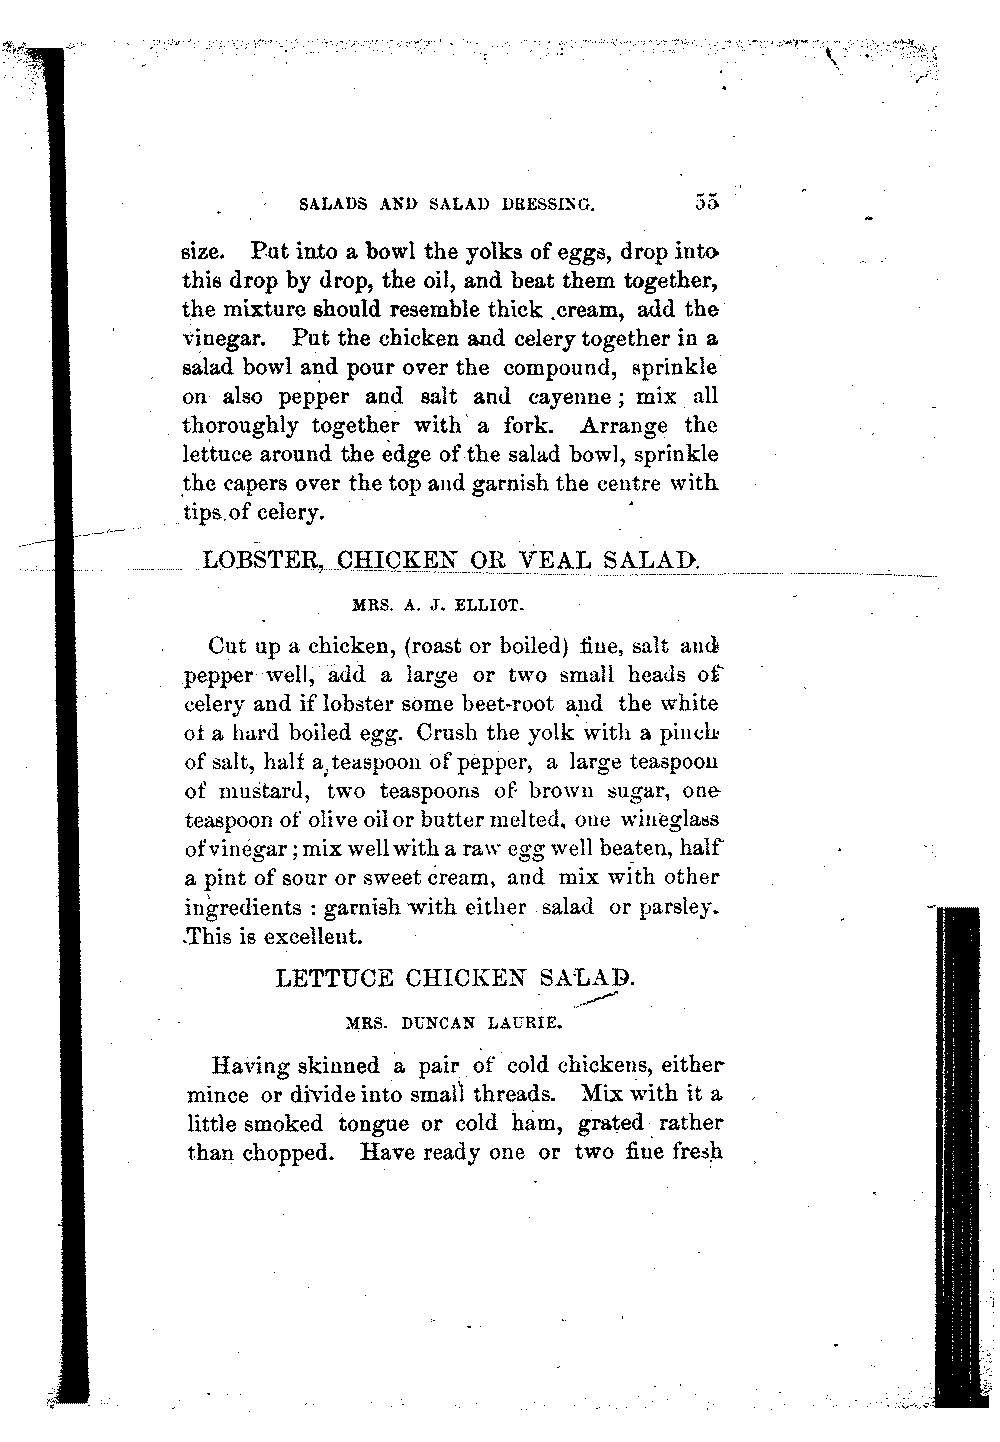 SALADS AND SALAD DRESSING. 55
size. Put into a bowl the yolks of eggs, drop into
this drop by drop, the oil, and beat them together,
the mixture should resemble thick cream, add the
vinegar. Put the chicken and celery together in a
salad bowl and pour over the compound, sprinkle
on also pepper and salt and cayenne; mix all
thoroughly together with a fork. Arrange the
lettuce around the edge of the salad bowl, sprinkle
the capers over the top and garnish the centre with
tips of celery.
LOBSTER, CHICKEN OR VEAL SALAD.
MRS. A. J. ELLIOT.
Cut up a chicken, (roast or boiled) fine, salt and
pepper well, add a large or two small heads of
celery and if lobster some beet-root and the white
of a hard boiled egg. Crush the yolk with a pinch
of salt, half a teaspoon of pepper, a large teaspoon
of mustard, two teaspoons of brown sugar, one
teaspoon of olive oil or butter melted, one wineglass
of vinegar; mix well with a raw egg well beaten, half
a pint of sour or sweet cream, and mix with other
ingredients: garnish with either salad or parsley.
This is excellent.
LETTUCE CHICKEN SALAD.
MRS. DUNCAN LAURIE.
Having skinned a pair of cold chickens, either
mince or divide into small threads. Mix with it a
little smoked tongue or cold ham, grated rather
than chopped. Have ready one or two fine fresh